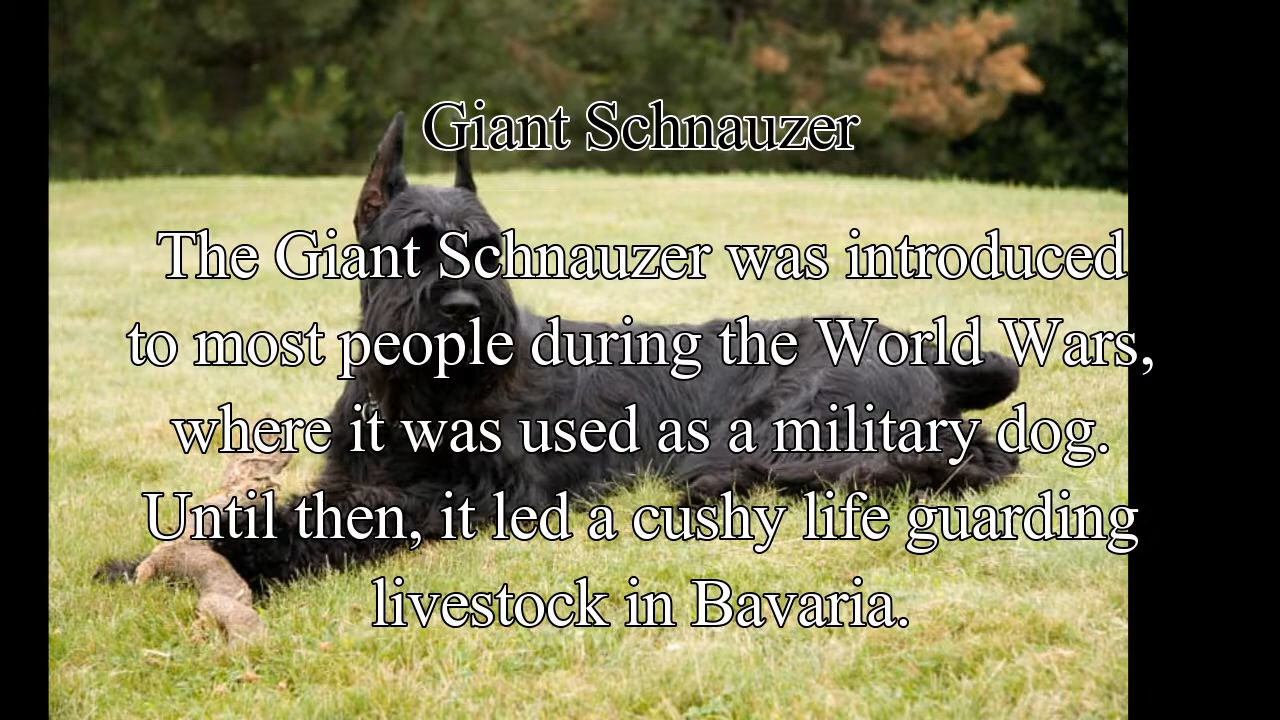 Giant Schnauzer
The Giant Schnauzer was introduced
to most people during the World Wars,
where it was used as a military dog.
Until then, it led a cushy life guarding
livestock in Bavaria.